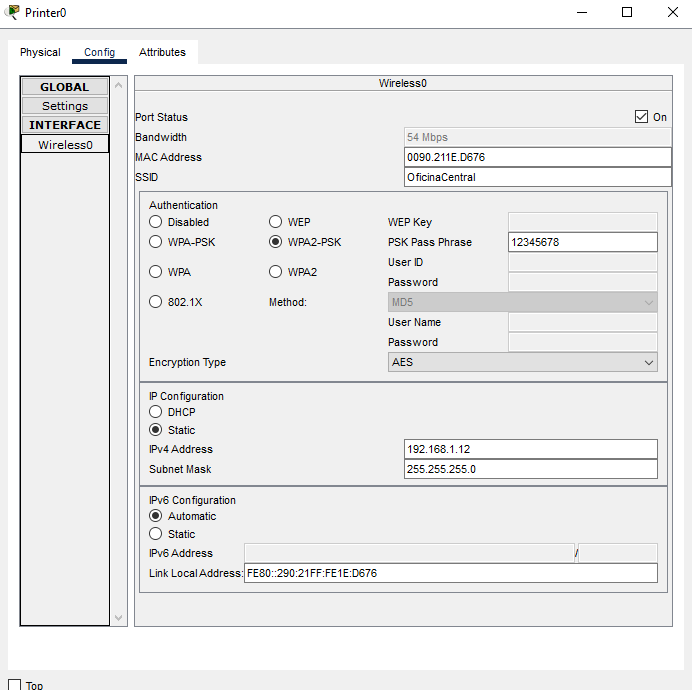 Printer0
Physical Config Attributes
GLOBAL
Settings
INTERFACE
Wireless0
Wireless0
Port Status On
Bandwidth 54 Mbps
MAC Address 0090.211E.D676
SSID OficinaCentral
Authentication
Disabled WEP WEP Key
WPA-PSK WPA2-PSK PSK Pass Phrase 12345678
User ID
WPA WPA2 Password
802.1X Method: MD5
User Name
Password
Encryption Type AES
IP Configuration
DHCP
Static
IPv4 Address 192.168.1.12
Subnet Mask 255.255.255.0
IPv6 Configuration
Automatic
Static
IPv6 Address /
Link Local Address: FE80::290:21FF:FE1E:D676
Top